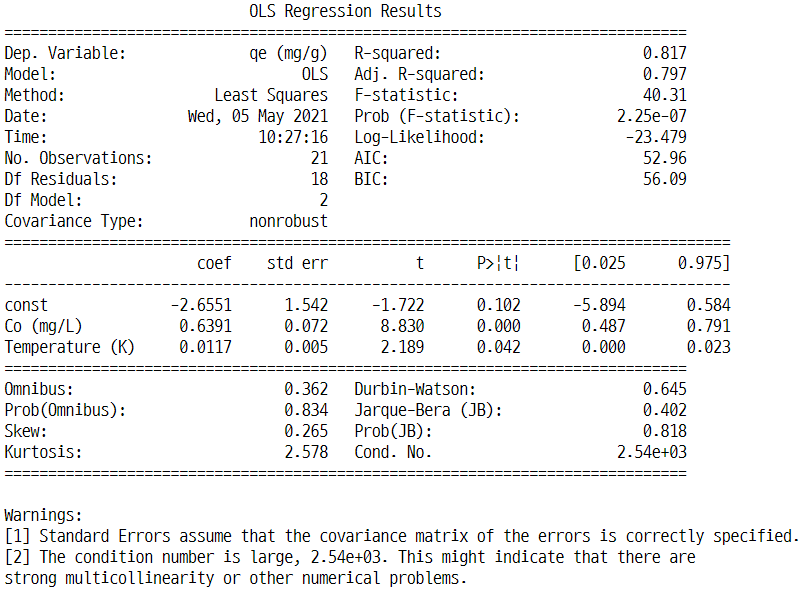 OLS Regression Results
==============================================================================
Dep. Variable: qe (mg/g) R-squared: 0.817
Model: OLS Adj. R-squared: 0.797
Method: Least Squares F-statistic: 40.31
Date: Wed, 05 May 2021 Prob (F-statistic): 2.25e-07
Time: 10:27:16 Log-Likelihood: -23.479
No. Observations: 21 AIC: 52.96
Df Residuals: 18 BIC: 56.09
Df Model: 2
Covariance Type: nonrobust
===================================================================================
coef std err t P>¦t¦ [0.025 0.975]
-----------------------------------------------------------------------------------
const -2.6551 1.542 -1.722 0.102 -5.894 0.584
Co (mg/L) 0.6391 0.072 8.830 0.000 0.487 0.791
Temperature (K) 0.0117 0.005 2.189 0.042 0.000 0.023
==============================================================================
Omnibus: 0.362 Durbin-Watson: 0.645
Prob(Omnibus): 0.834 Jarque-Bera (JB): 0.402
Skew: 0.265 Prob(JB): 0.818
Kurtosis: 2.578 Cond. No. 2.54e+03
==============================================================================
Warnings:
[1] Standard Errors assume that the covariance matrix of the errors is correctly specified.
[2] The condition number is large, 2.54e+03. This might indicate that there are
strong multicollinearity or other numerical problems.